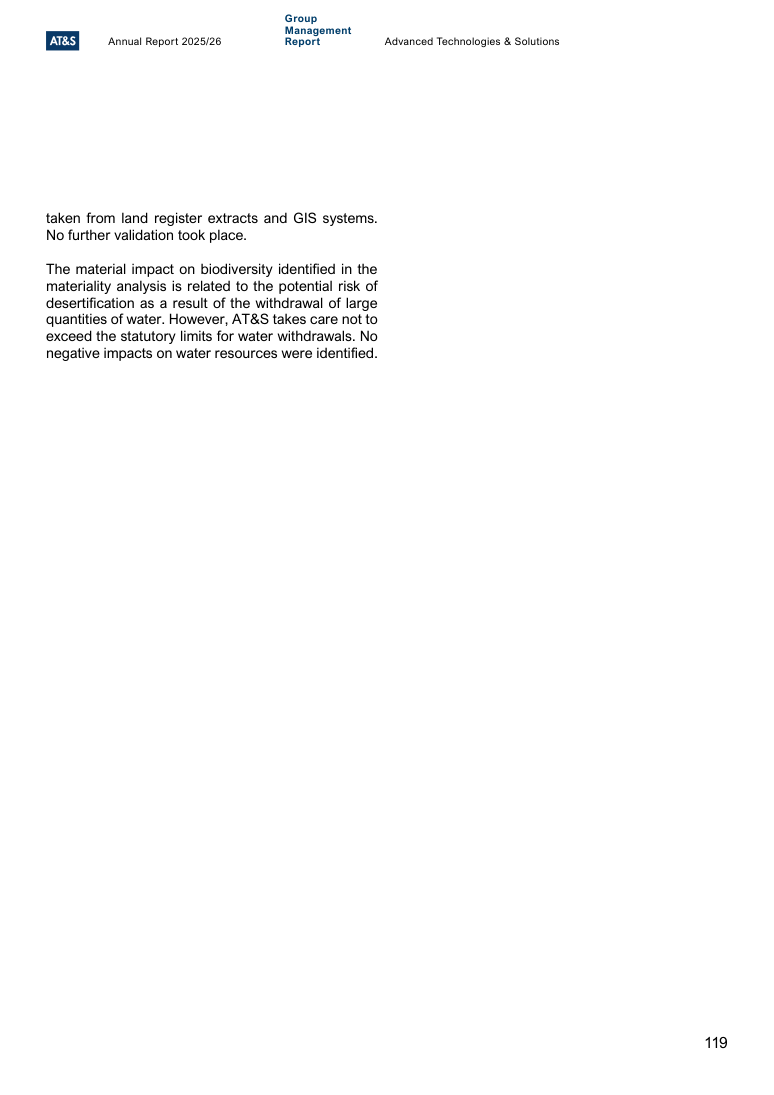 Group
Management
Report
AT&S
Annual Report 2025/26
Advanced Technologies & Solutions
taken from land register extracts and GIS systems.
No further validation took place.
The material impact on biodiversity identified in the
materiality analysis is related to the potential risk of
desertification as a result of the withdrawal of large
quantities of water. However, AT&S takes care not to
exceed the statutory limits for water withdrawals. No
negative impacts on water resources were identified.
119